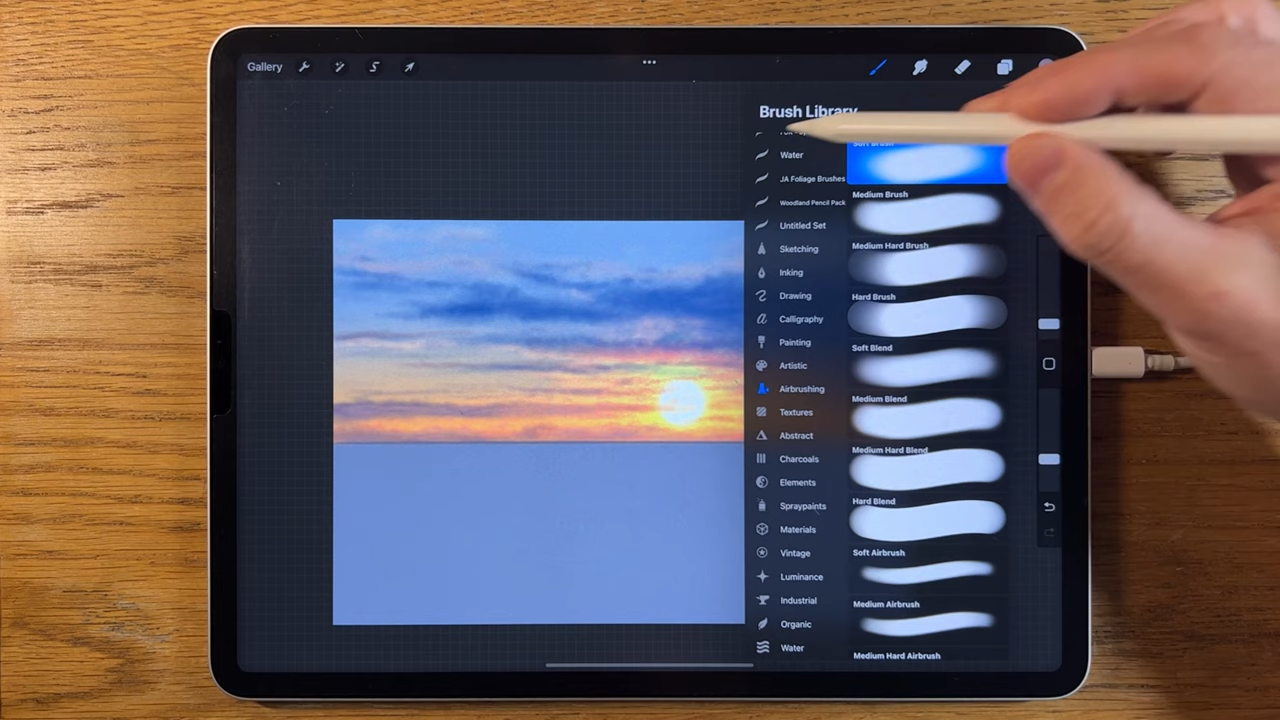 Gallery
Brush Library
Water
JA Foliage Brushes
Woodland Pencil Pack
Untitled Set
Sketching
Inking
Drawing
Calligraphy
Painting
Artistic
Airbrushing
Textures
Abstract
Charcoals
Elements
Spraypaints
Materials
Vintage
Luminance
Industrial
Organic
Water
Soft Brush
Medium Brush
Medium Hard Brush
Hard Brush
Soft Blend
Medium Blend
Medium Hard Blend
Hard Blend
Soft Airbrush
Medium Airbrush
Medium Hard Airbrush